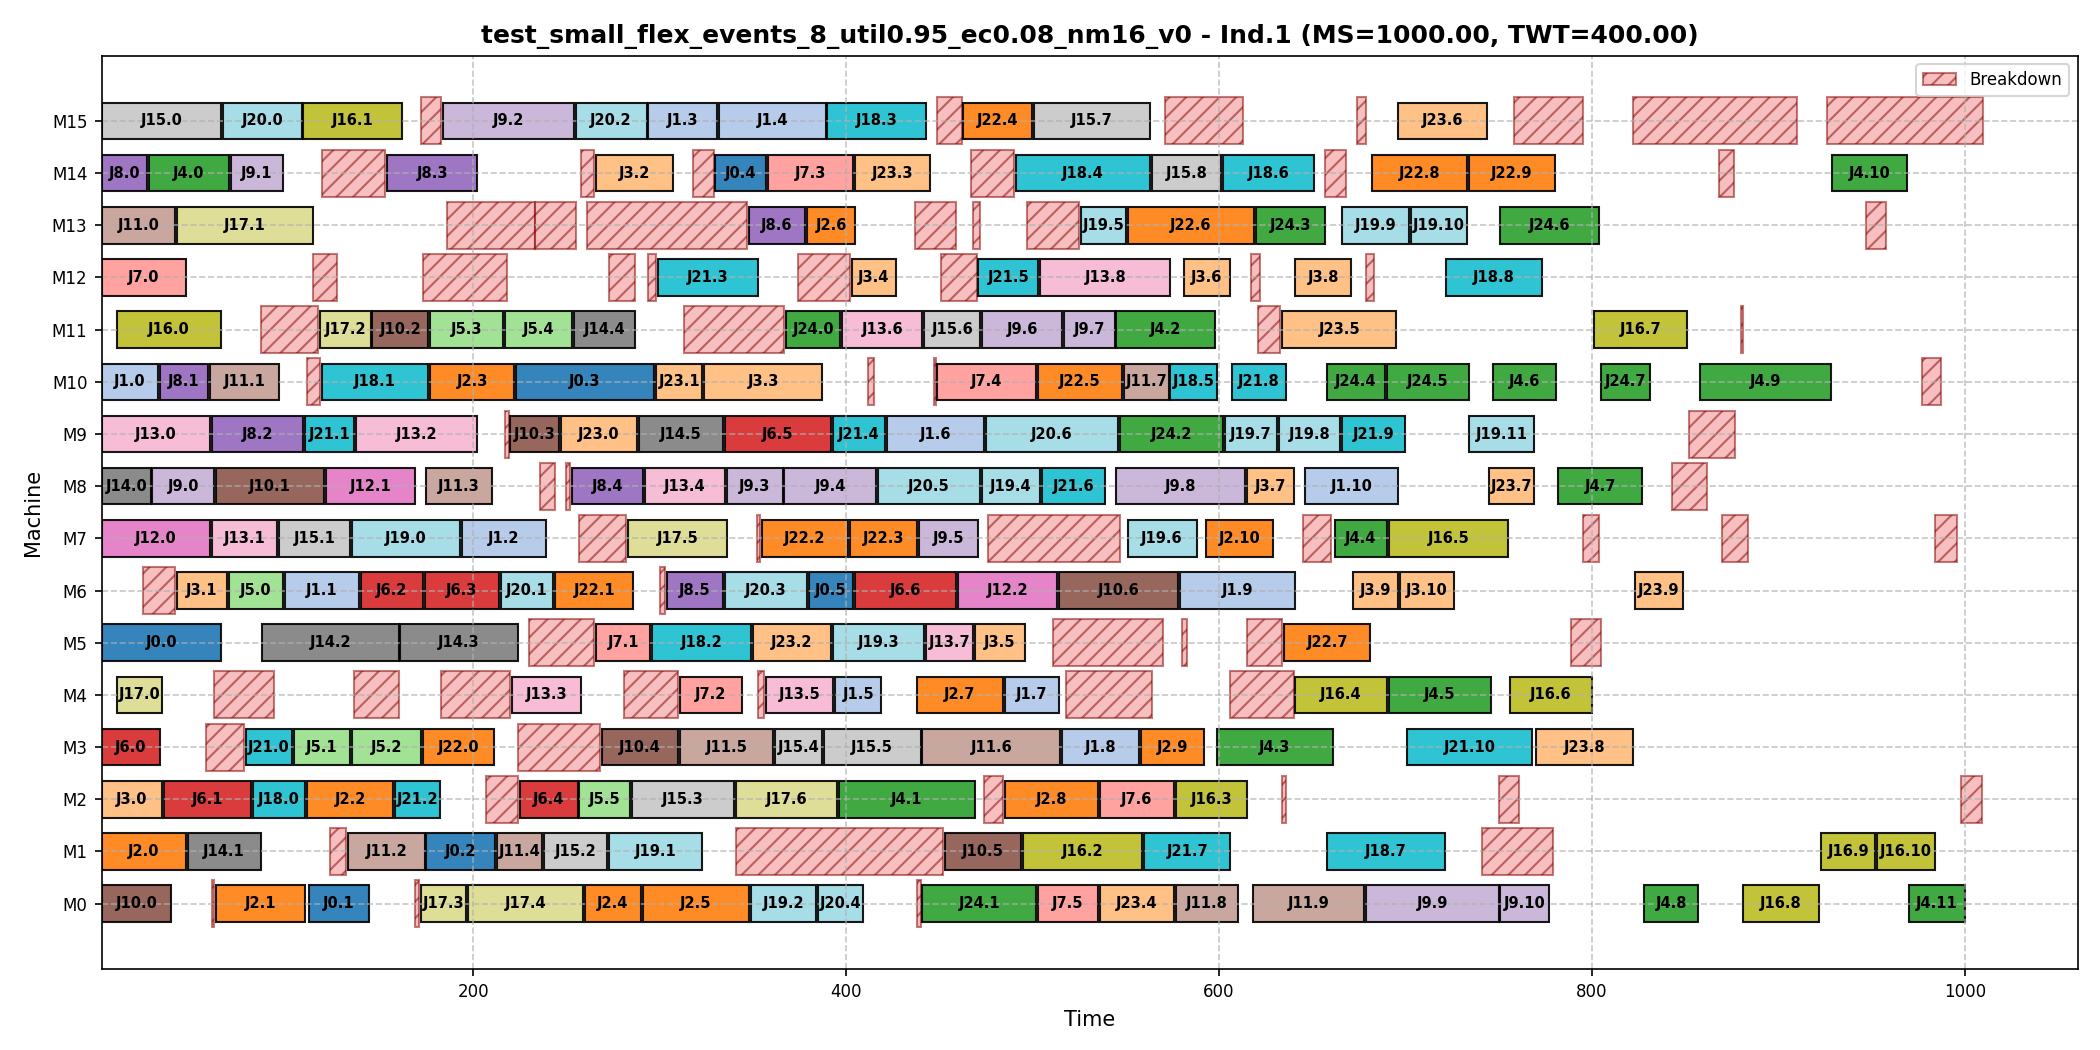 test_small_flex_events_8_util0.95_ec0.08_nm16_v0 - Ind.1 (MS=1000.00, TWT=400.00)
Breakdown
M15 J15.0 J20.0 J16.1 J9.2 J20.2 J1.3 J1.4 J18.3 J22.4 J15.7 J23.6
M14 J8.0 J4.0 J9.1 J8.3 J3.2 J0.4 J7.3 J23.3 J18.4 J15.8 J18.6 J22.8 J22.9 J4.10
M13 J11.0 J17.1 J8.6 J2.6 J19.5 J22.6 J24.3 J19.9 J19.10 J24.6
M12 J7.0 J21.3 J3.4 J21.5 J13.8 J3.6 J3.8 J18.8
M11 J16.0 J17.2 J10.2 J5.3 J5.4 J14.4 J24.0 J13.6 J15.6 J9.6 J9.7 J4.2 J23.5 J16.7
M10 J1.0 J8.1 J11.1 J18.1 J2.3 J0.3 J23.1 J3.3 J7.4 J22.5 J11.7 J18.5 J21.8 J24.4 J24.5 J4.6 J24.7 J4.9
M9 J13.0 J8.2 J21.1 J13.2 J10.3 J23.0 J14.5 J6.5 J21.4 J1.6 J20.6 J24.2 J19.7 J19.8 J21.9 J19.11
M8 J14.0 J9.0 J10.1 J12.1 J11.3 J8.4 J13.4 J9.3 J9.4 J20.5 J19.4 J21.6 J9.8 J3.7 J1.10 J23.7 J4.7
M7 J12.0 J13.1 J15.1 J19.0 J1.2 J17.5 J22.2 J22.3 J9.5 J19.6 J2.10 J4.4 J16.5
M6 J3.1 J5.0 J1.1 J6.2 J6.3 J20.1 J22.1 J8.5 J20.3 J0.5 J6.6 J12.2 J10.6 J1.9 J3.9 J3.10 J23.9
M5 J0.0 J14.2 J14.3 J7.1 J18.2 J23.2 J19.3 J13.7 J3.5 J22.7
M4 J17.0 J13.3 J7.2 J13.5 J1.5 J2.7 J1.7 J16.4 J4.5 J16.6
M3 J6.0 J21.0 J5.1 J5.2 J22.0 J10.4 J11.5 J15.4 J15.5 J11.6 J1.8 J2.9 J4.3 J21.10 J23.8
M2 J3.0 J6.1 J18.0 J2.2 J21.2 J6.4 J5.5 J15.3 J17.6 J4.1 J2.8 J7.6 J16.3
M1 J2.0 J14.1 J11.2 J0.2 J11.4 J15.2 J19.1 J10.5 J16.2 J21.7 J18.7 J16.9 J16.10
M0 J10.0 J2.1 J0.1 J17.3 J17.4 J2.4 J2.5 J19.2 J20.4 J24.1 J7.5 J23.4 J11.8 J11.9 J9.9 J9.10 J4.8 J16.8 J4.11
200 400 600 800 1000
Time
Machine